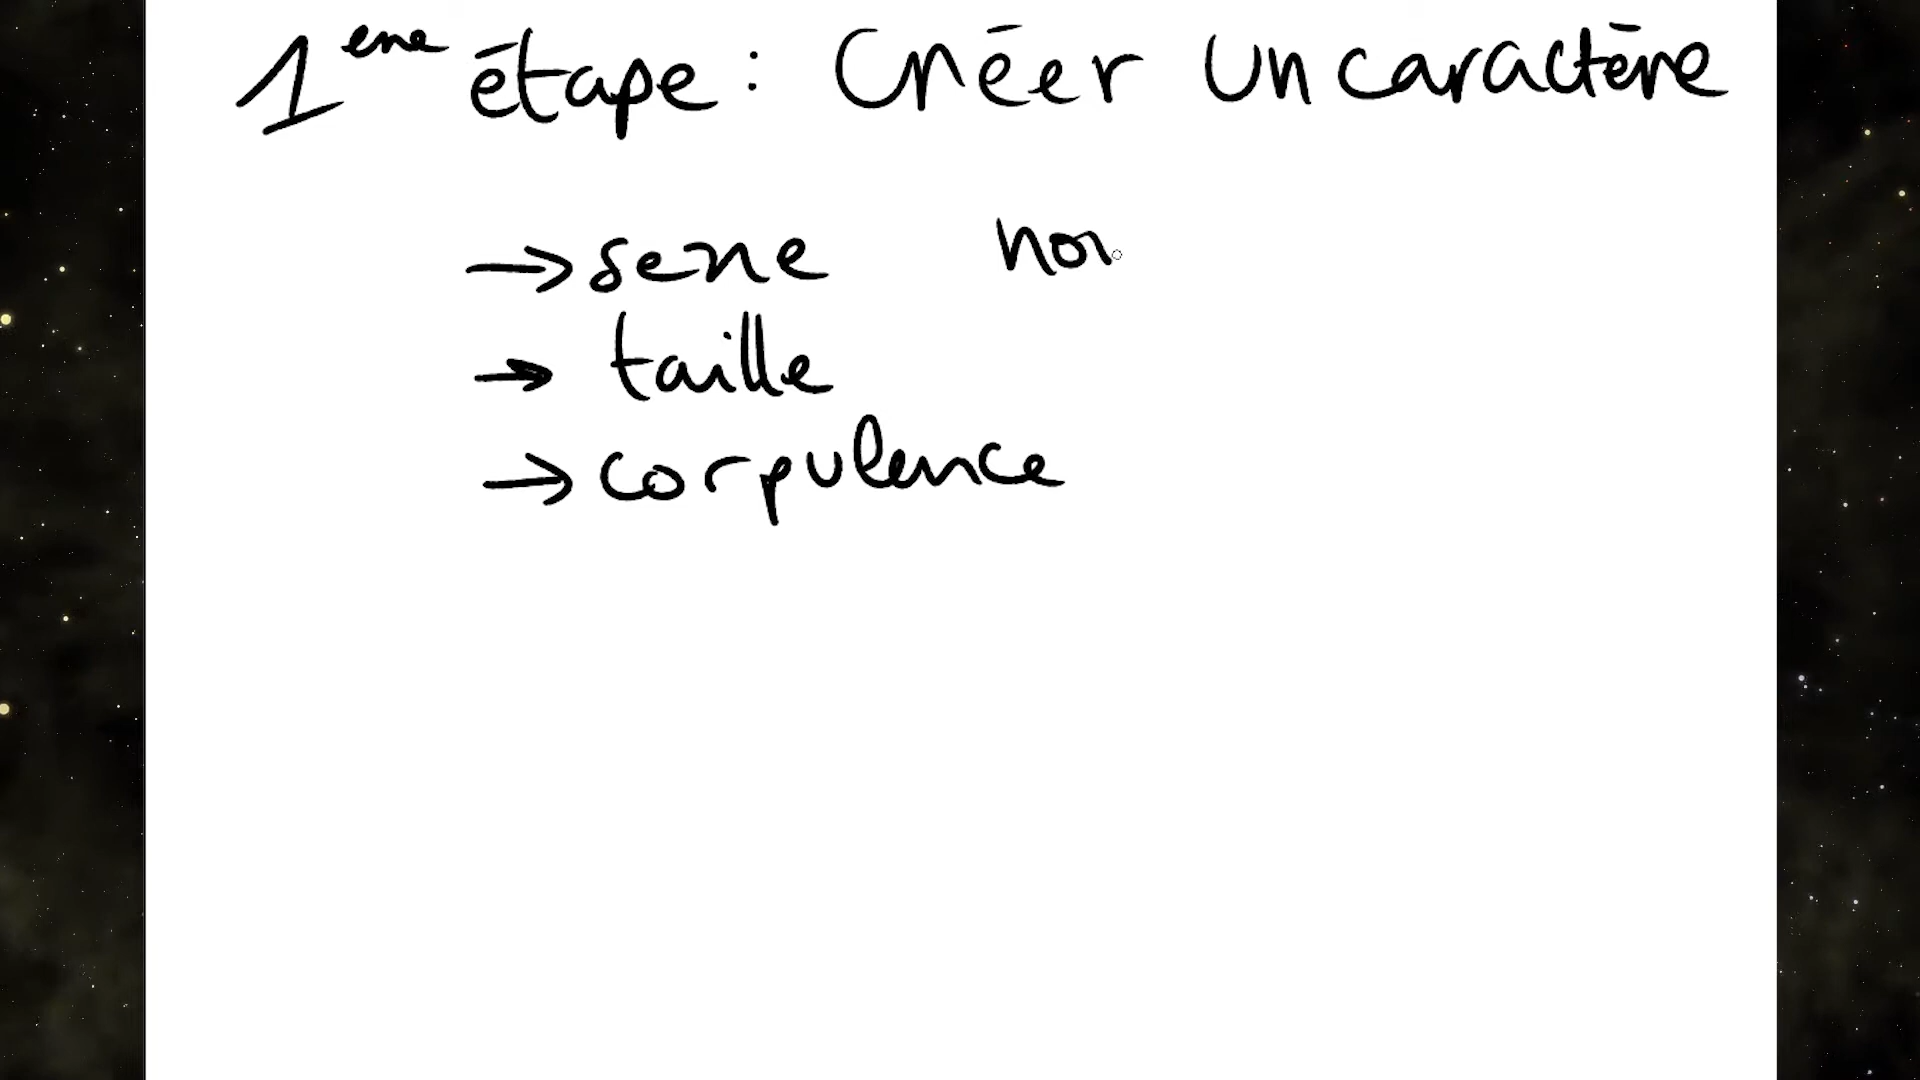 1ere étape : Créer un caractère
→ sexe
→ taille
→ corpulence